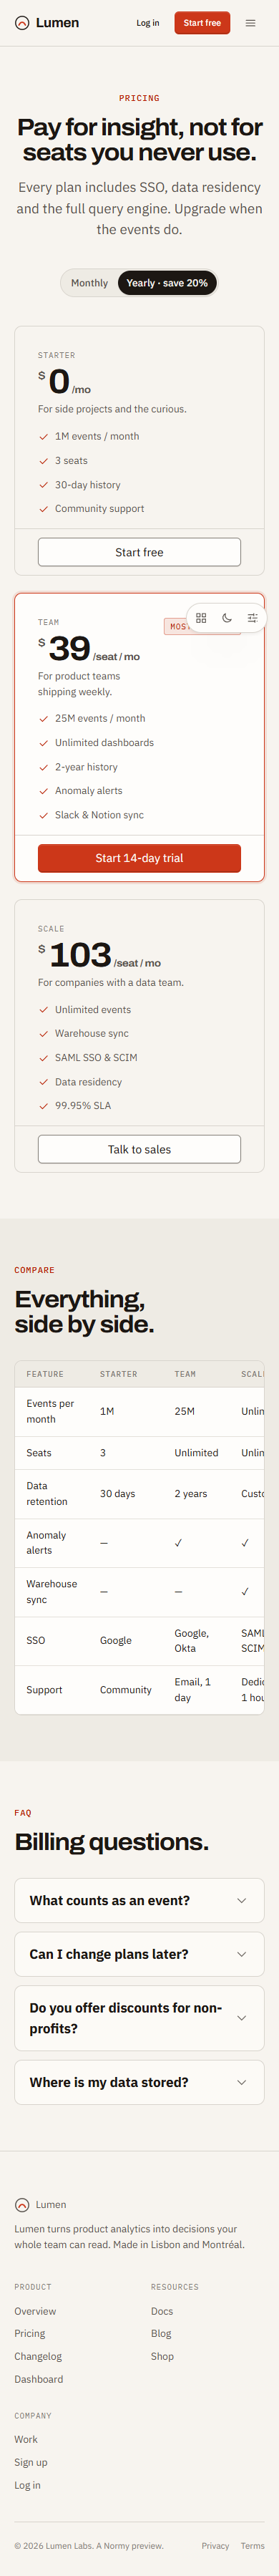 Lumen
Log in
Start free
PRICING
Pay for insight, not for
seats you never use.
Every plan includes SSO, data residency
and the full query engine. Upgrade when
the events do.
Monthly
Yearly · save 20%
STARTER
$ 0 /mo
For side projects and the curious.
1M events / month
3 seats
30-day history
Community support
Start free
TEAM
$ 39 /seat / mo
For product teams
shipping weekly.
25M events / month
Unlimited dashboards
2-year history
Anomaly alerts
Slack & Notion sync
Start 14-day trial
SCALE
$ 103 /seat / mo
For companies with a data team.
Unlimited events
Warehouse sync
SAML SSO & SCIM
Data residency
99.95% SLA
Talk to sales
COMPARE
Everything,
side by side.
FEATURE STARTER TEAM
Events per
month
1M 25M
Seats 3 Unlimited
Data
retention
30 days 2 years
Anomaly
alerts
— ✓ ✓
Warehouse
sync
— — ✓
SSO Google
Google,
Okta
Support Community
Email, 1
day
FAQ
Billing questions.
What counts as an event?
Can I change plans later?
Do you offer discounts for non-
profits?
Where is my data stored?
Lumen
Lumen turns product analytics into decisions your
whole team can read. Made in Lisbon and Montréal.
PRODUCT
Overview
Pricing
Changelog
Dashboard
RESOURCES
Docs
Blog
Shop
COMPANY
Work
Sign up
Log in
© 2026 Lumen Labs. A Normy preview.
Privacy
Terms